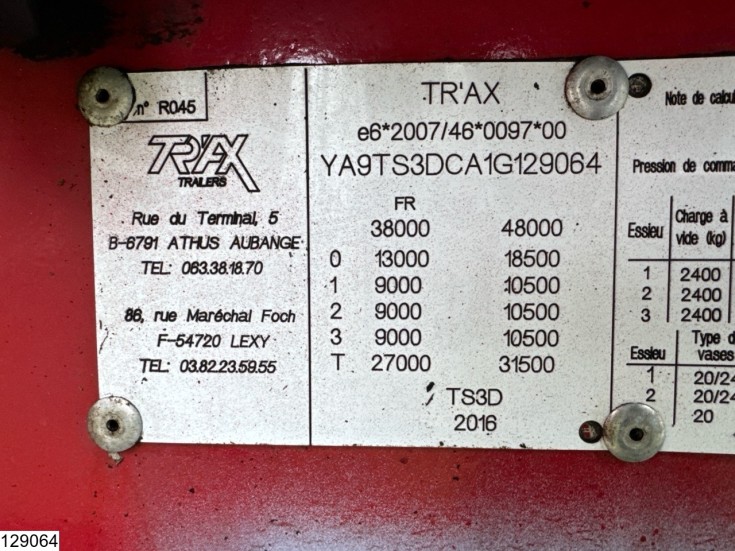 n° R045
TR'AX
TRAILERS
Rue du Terminal, 5
B-6791 ATHUS AUBANGE
TEL: 063.38.18.70
86, rue Maréchal Foch
F-54720 LEXY
TEL: 03.82.23.59.55
TR'AX
e6*2007/46*0097*00
YA9TS3DCA1G129064
FR
38000 48000
0 13000 18500
1 9000 10500
2 9000 10500
3 9000 10500
T 27000 31500
TS3D
2016
Note de
Pression de
Essieu Charge à vide (kg)
1 2400
2 2400
3 2400
Essieu Type
vases
1 20/24
2 20/24
20
129064